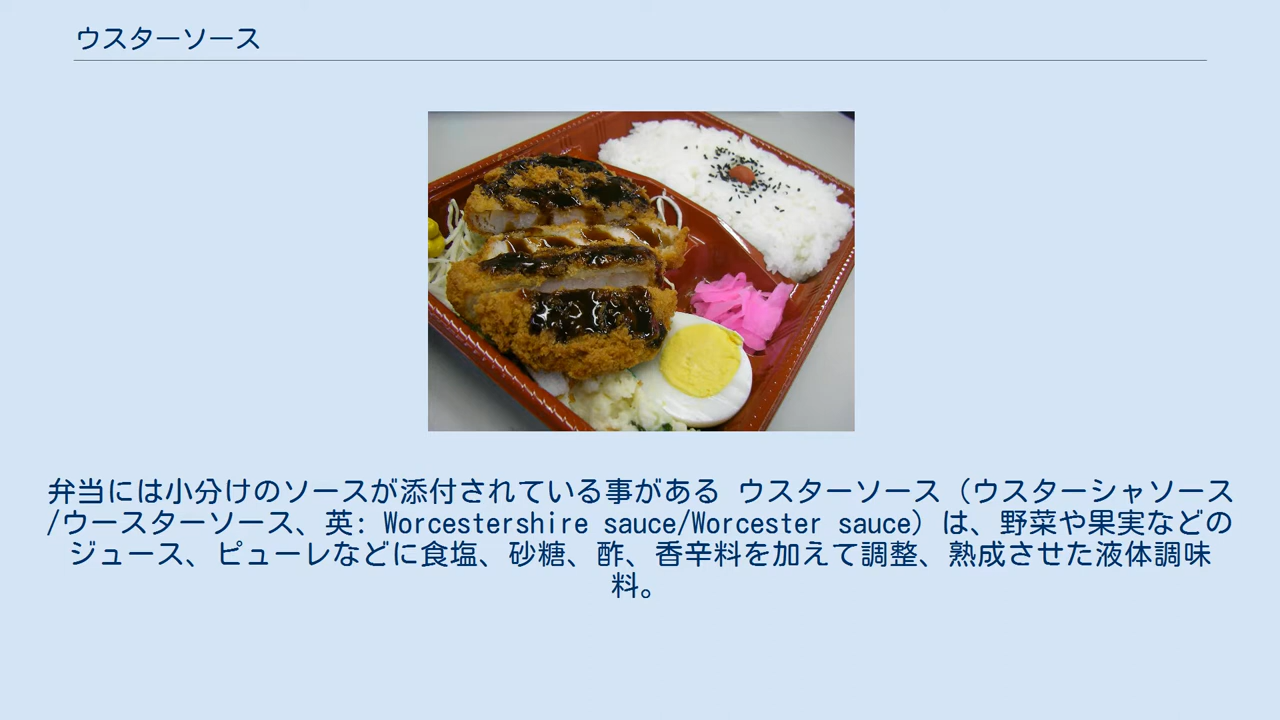 ウスターソース
弁当には小分けのソースが添付されている事がある ウスターソース（ウスターシャソース
/ウースターソース、英: Worcestershire sauce/Worcester sauce）は、野菜や果実などの
ジュース、ピューレなどに食塩、砂糖、酢、香辛料を加えて調整、熟成させた液体調味
料。